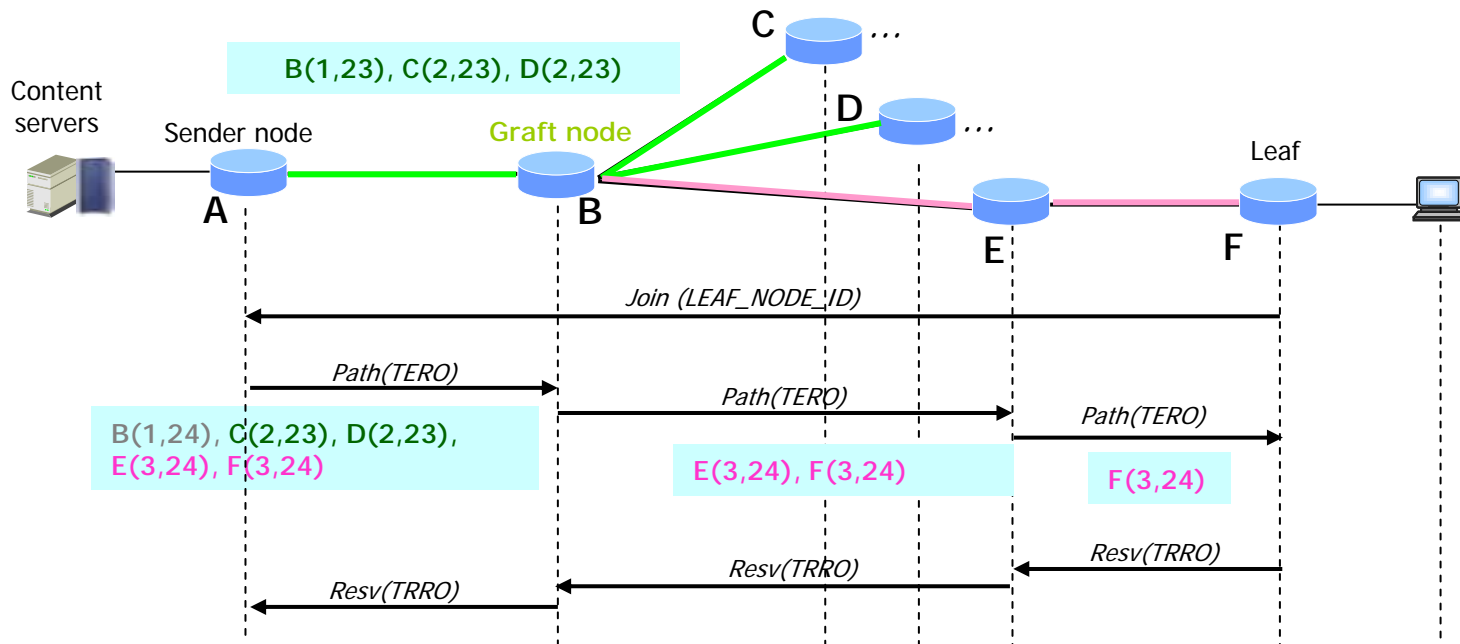 C
...
B(1,23), C(2,23), D(2,23)
Content
servers
Sender node
Graft node
D
...
Leaf
A
B
E
F
Join (LEAF_NODE_ID)
Path(TERO)
Path(TERO)
Path(TERO)
B(1,24), C(2,23), D(2,23),
E(3,24), F(3,24)
E(3,24), F(3,24)
F(3,24)
Resv(TRRO)
Resv(TRRO)
Resv(TRRO)